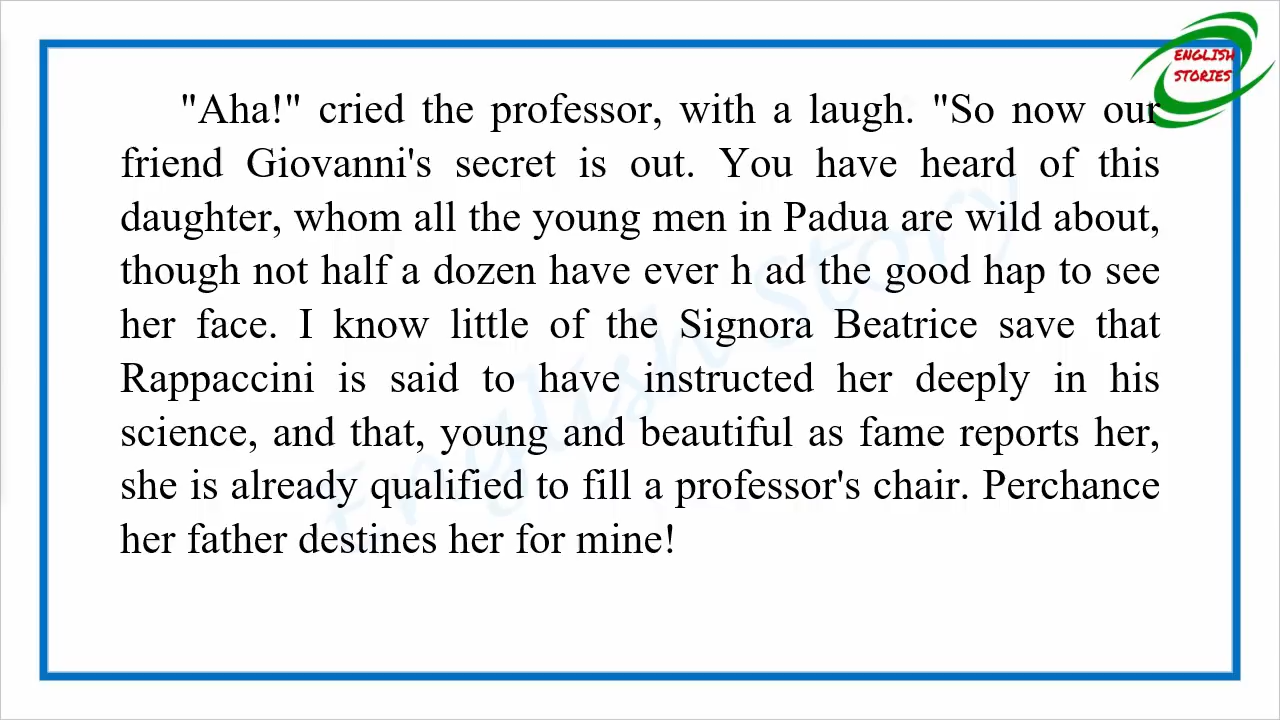 ENGLISH
STORIES
"Aha!" cried the professor, with a laugh. "So now our
friend Giovanni's secret is out. You have heard of this
daughter, whom all the young men in Padua are wild about,
though not half a dozen have ever h ad the good hap to see
her face. I know little of the Signora Beatrice save that
Rappaccini is said to have instructed her deeply in his
science, and that, young and beautiful as fame reports her,
she is already qualified to fill a professor's chair. Perchance
her father destines her for mine!
English Story